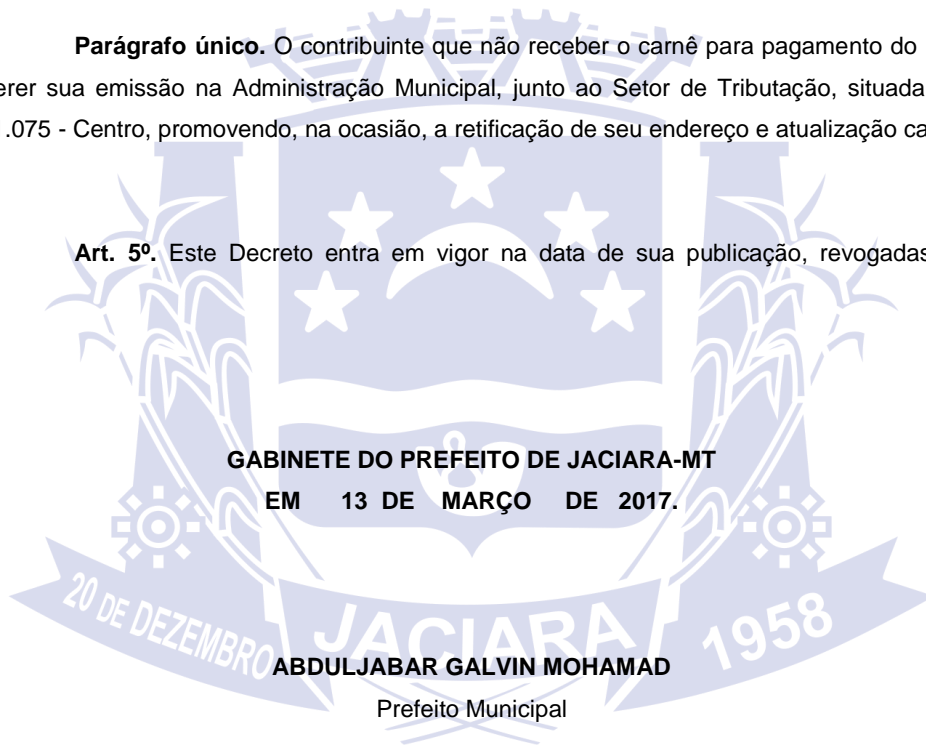 Parágrafo único. O contribuinte que não receber o carnê para pagamento do
erer sua emissão na Administração Municipal, junto ao Setor de Tributação, situada
.075 - Centro, promovendo, na ocasião, a retificação de seu endereço e atualização ca
Art. 5º. Este Decreto entra em vigor na data de sua publicação, revogadas
GABINETE DO PREFEITO DE JACIARA-MT
EM 13 DE MARÇO DE 2017.
20 DE DEZEMBRO
JACIARA
1958
ABDULJABAR GALVIN MOHAMAD
Prefeito Municipal